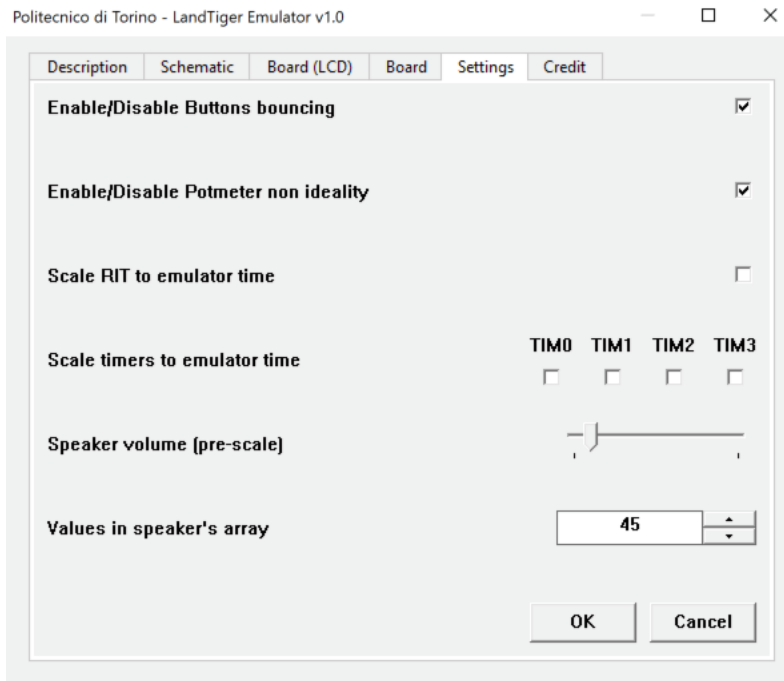 Politecnico di Torino - LandTiger Emulator v1.0
Description Schematic Board (LCD) Board Settings Credit
Enable/Disable Buttons bouncing
Enable/Disable Potmeter non ideality
Scale RIT to emulator time
TIM0 TIM1 TIM2 TIM3
Scale timers to emulator time
Speaker volume (pre-scale)
Values in speaker's array 45
OK Cancel